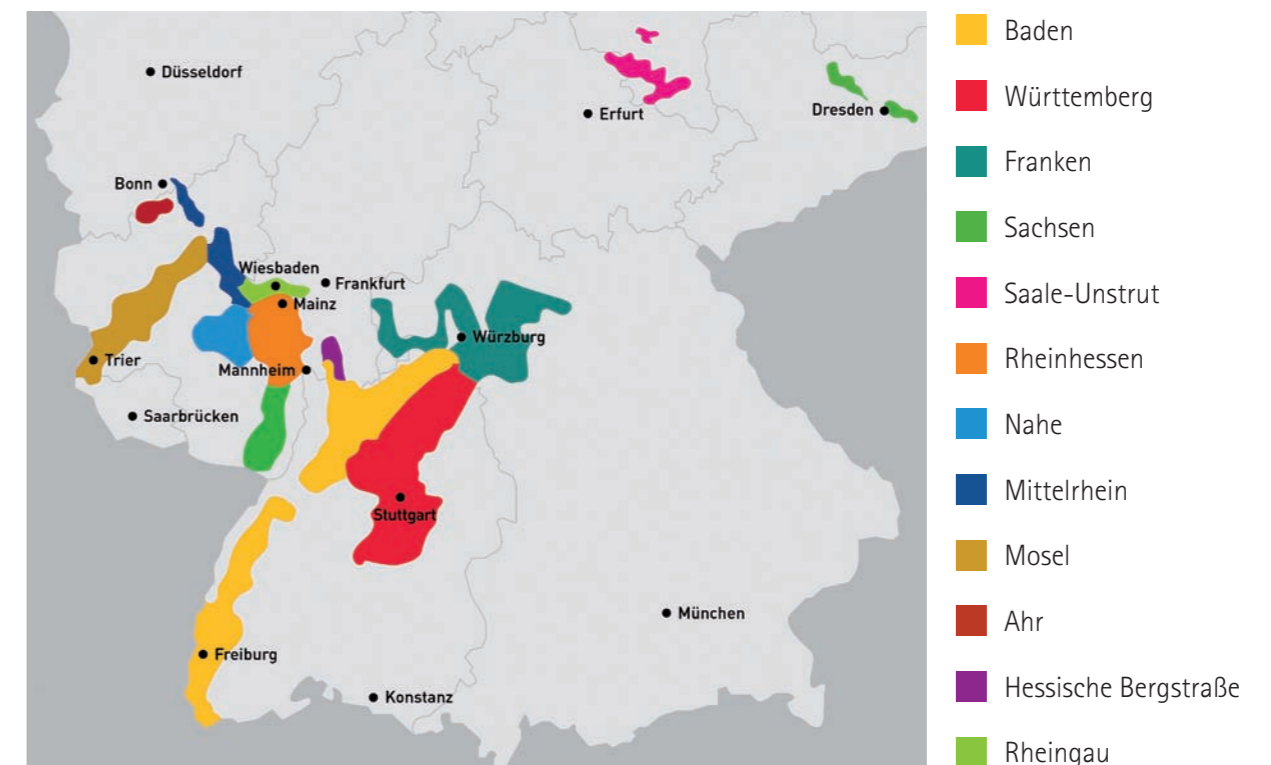 Düsseldorf
Erfurt
Dresden
Bonn
Wiesbaden
Frankfurt
Mainz
Würzburg
Trier
Mannheim
Saarbrücken
Stuttgart
München
Freiburg
Konstanz
Baden
Württemberg
Franken
Sachsen
Saale-Unstrut
Rheinhessen
Nahe
Mittelrhein
Mosel
Ahr
Hessische Bergstraße
Rheingau